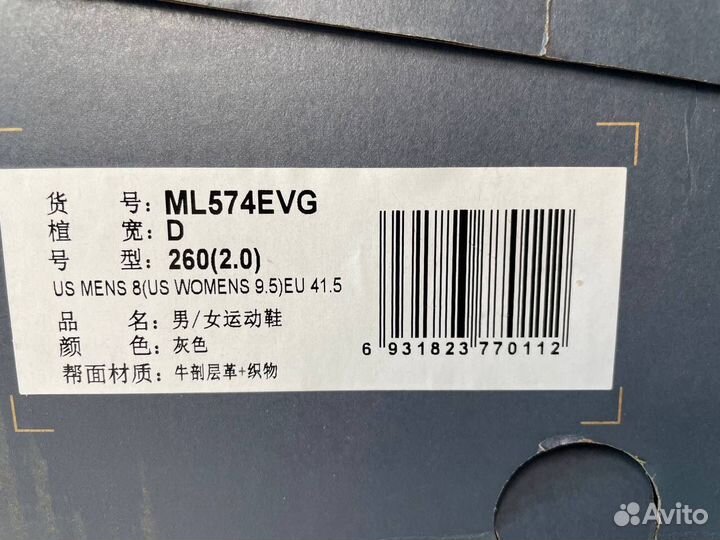 货 号: ML574EVG
楦 宽: D
号 型: 260(2.0)
US MENS 8(US WOMENS 9.5)EU 41.5
品 名: 男/女运动鞋
颜 色: 灰色
帮面材质: 牛剖层革+织物
6 931823 770112
Avito